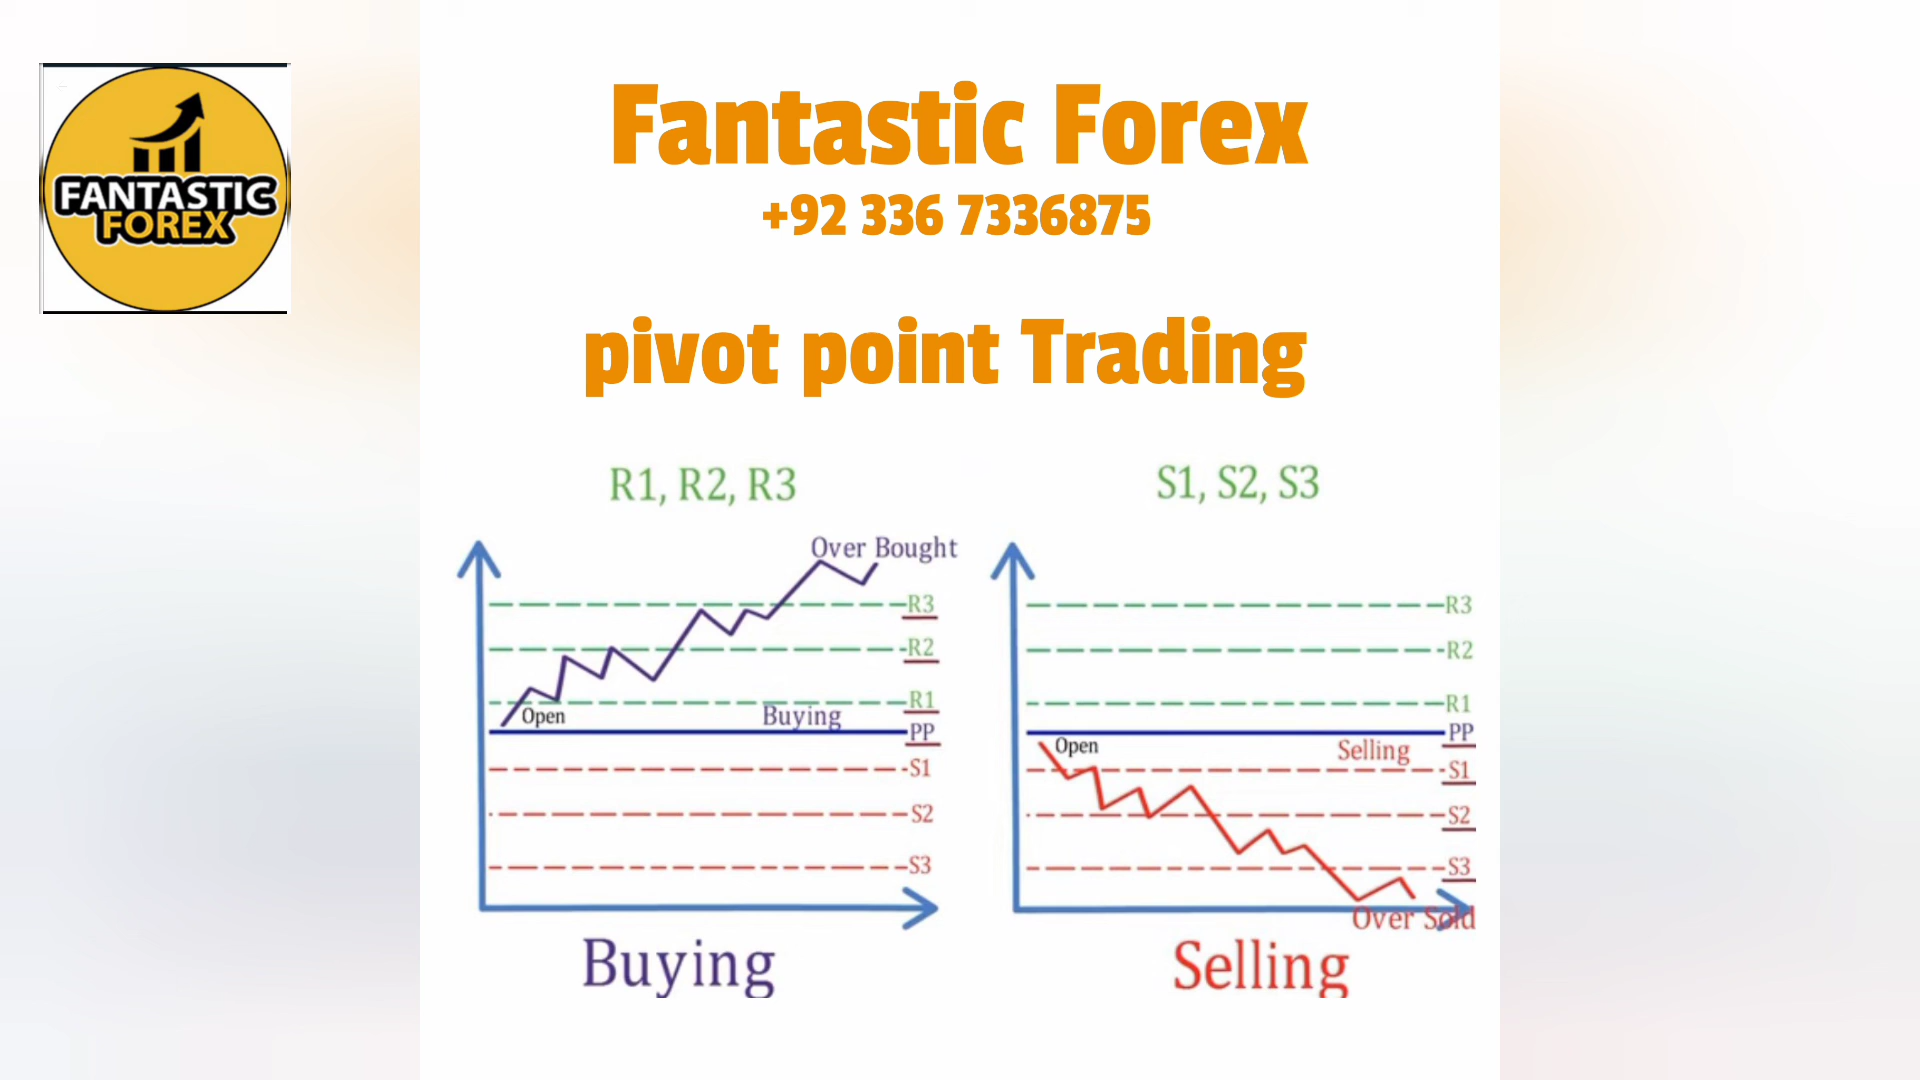 FANTASTIC
FOREX
Fantastic Forex
+92 336 7336875
pivot point Trading
R1, R2, R3
Over Bought
R3
R2
R1
Open
Buying
PP
S1
S2
S3
Buying
S1, S2, S3
R3
R2
R1
PP
Open
Selling
S1
S2
S3
Over Sold
Selling